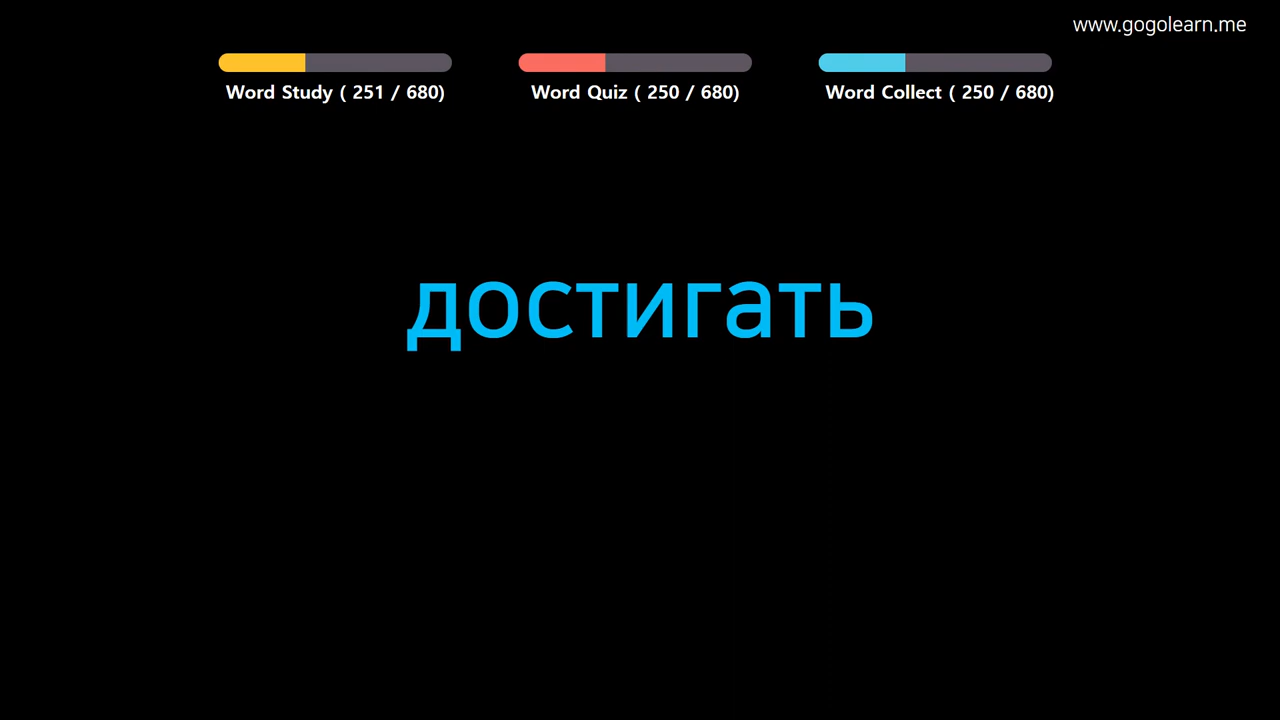 www.gogolearn.me
Word Study ( 251 / 680)
Word Quiz ( 250 / 680)
Word Collect ( 250 / 680)
достигать